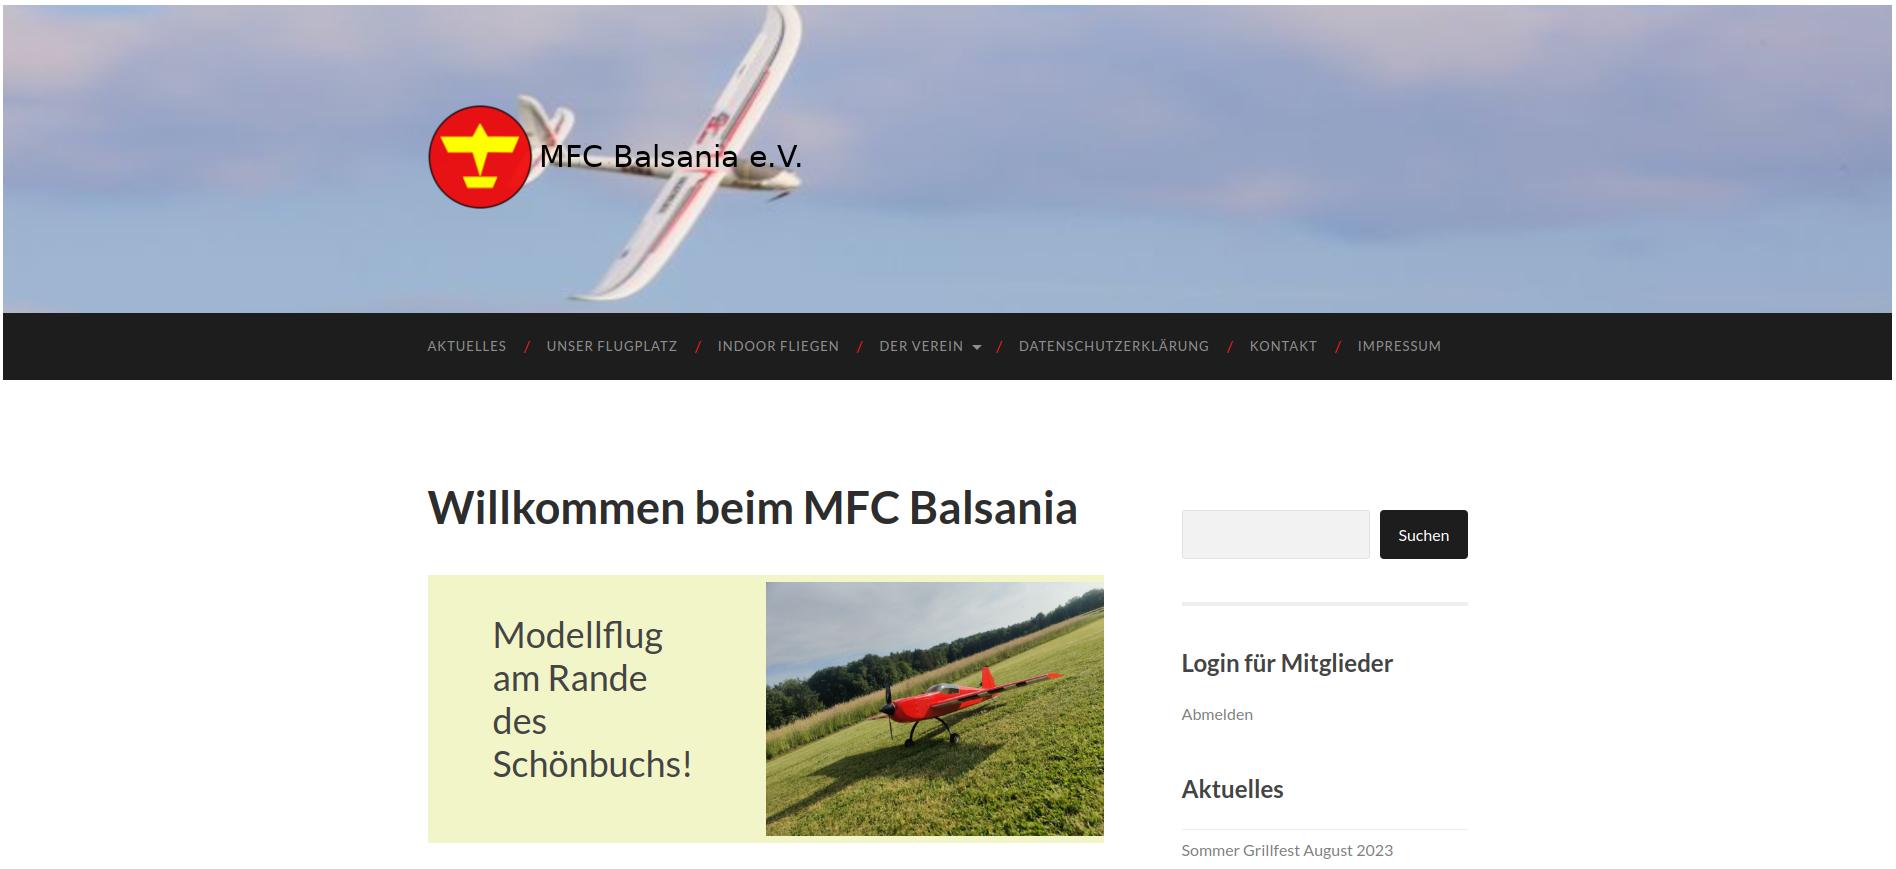 MFC Balsania e.V.
AKTUELLES / UNSER FLUGPLATZ / INDOOR FLIEGEN / DER VEREIN / DATENSCHUTZERKLÄRUNG / KONTAKT / IMPRESSUM
Willkommen beim MFC Balsania
Modellflug
am Rande
des
Schönbuchs!
Suchen
Login für Mitglieder
Abmelden
Aktuelles
Sommer Grillfest August 2023